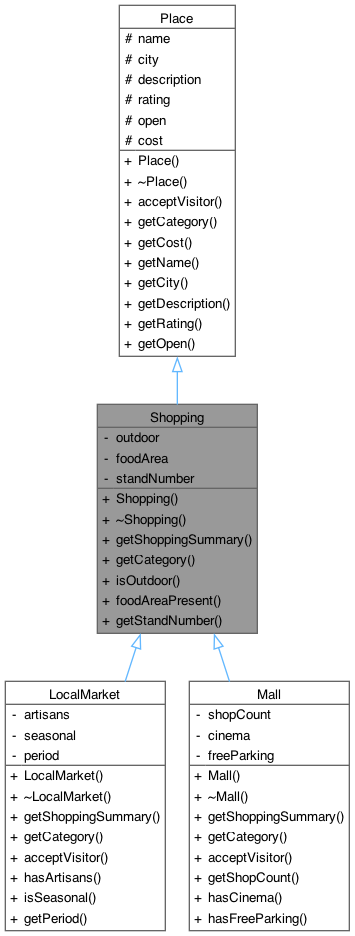 Place
# name
# city
# description
# rating
# open
# cost
+ Place()
+ ~Place()
+ acceptVisitor()
+ getCategory()
+ getCost()
+ getName()
+ getCity()
+ getDescription()
+ getRating()
+ getOpen()
Shopping
- outdoor
- foodArea
- standNumber
+ Shopping()
+ ~Shopping()
+ getShoppingSummary()
+ getCategory()
+ isOutdoor()
+ foodAreaPresent()
+ getStandNumber()
LocalMarket
- artisans
- seasonal
- period
+ LocalMarket()
+ ~LocalMarket()
+ getShoppingSummary()
+ getCategory()
+ acceptVisitor()
+ hasArtisans()
+ isSeasonal()
+ getPeriod()
Mall
- shopCount
- cinema
- freeParking
+ Mall()
+ ~Mall()
+ getShoppingSummary()
+ getCategory()
+ acceptVisitor()
+ getShopCount()
+ hasCinema()
+ hasFreeParking()